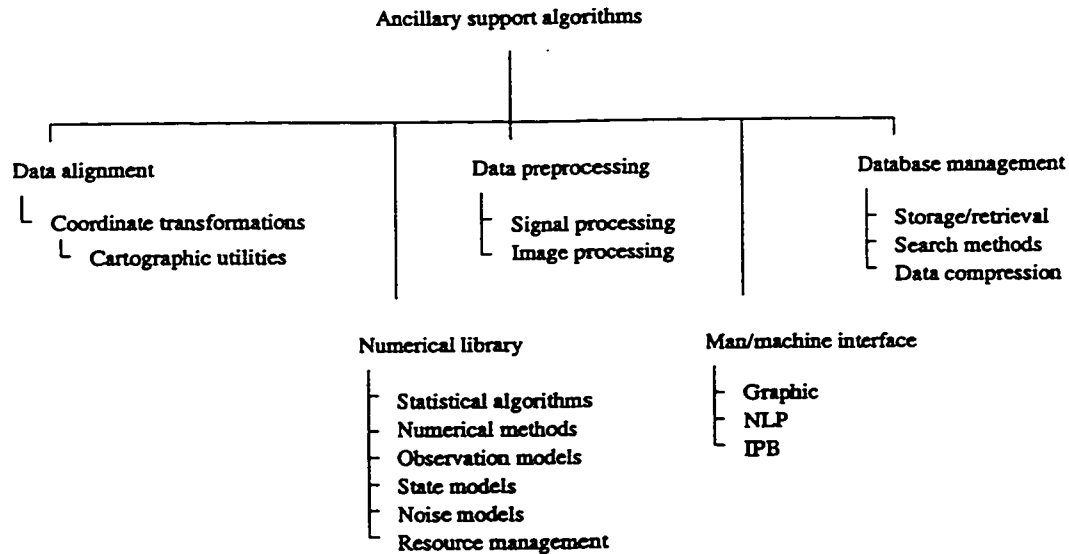 Ancillary support algorithms
Data alignment
Coordinate transformations
Cartographic utilities
Data preprocessing
Signal processing
Image processing
Database management
Storage/retrieval
Search methods
Data compression
Numerical library
Statistical algorithms
Numerical methods
Observation models
State models
Noise models
Resource management
Man/machine interface
Graphic
NLP
IPB